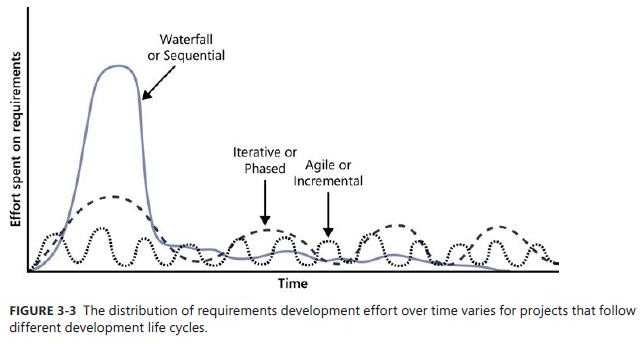 Waterfall
or Sequential
Effort spent on requirements
Iterative or
Phased
Agile or
Incremental
Time
FIGURE 3-3 The distribution of requirements development effort over time varies for projects that follow
different development life cycles.